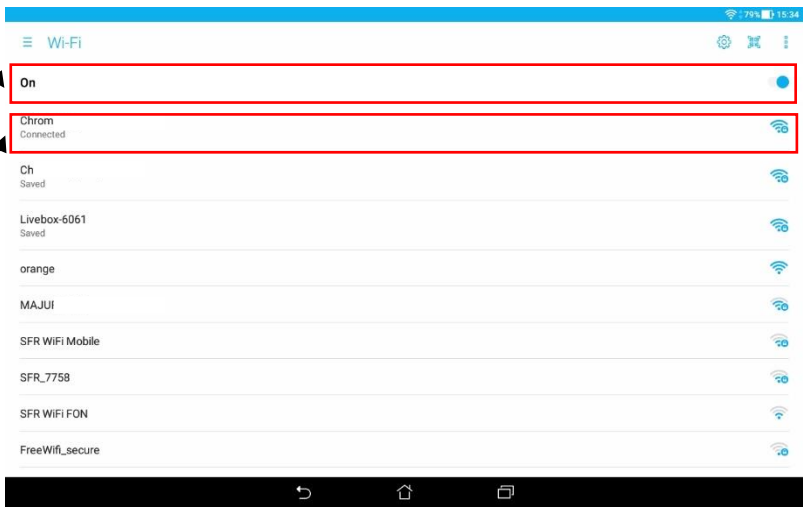 79% 15:34
Wi-Fi
On
Chrom
Connected
Ch
Saved
Livebox-6061
Saved
orange
MAJUF
SFR WiFi Mobile
SFR_7758
SFR WiFi FON
FreeWifi_secure